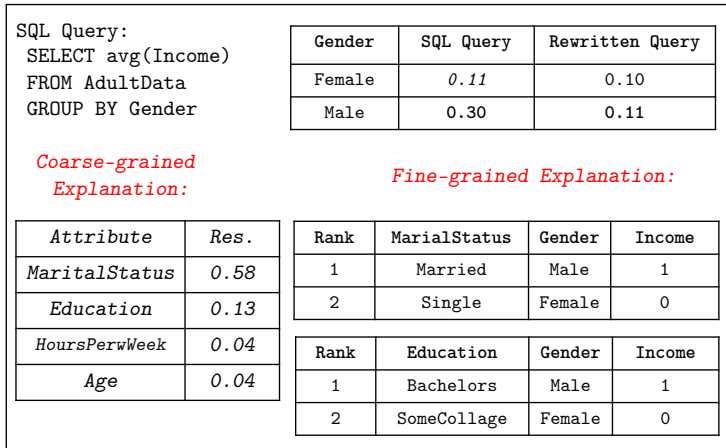 SQL Query:
SELECT avg(Income)
FROM AdultData
GROUP BY Gender
Gender SQL Query Rewritten Query
Female 0.11 0.10
Male 0.30 0.11
Coarse-grained
Explanation:
Fine-grained Explanation:
Attribute Res.
MaritalStatus 0.58
Education 0.13
HoursPerwWeek 0.04
Age 0.04
Rank MarialStatus Gender Income
1 Married Male 1
2 Single Female 0
Rank Education Gender Income
1 Bachelors Male 1
2 SomeCollage Female 0